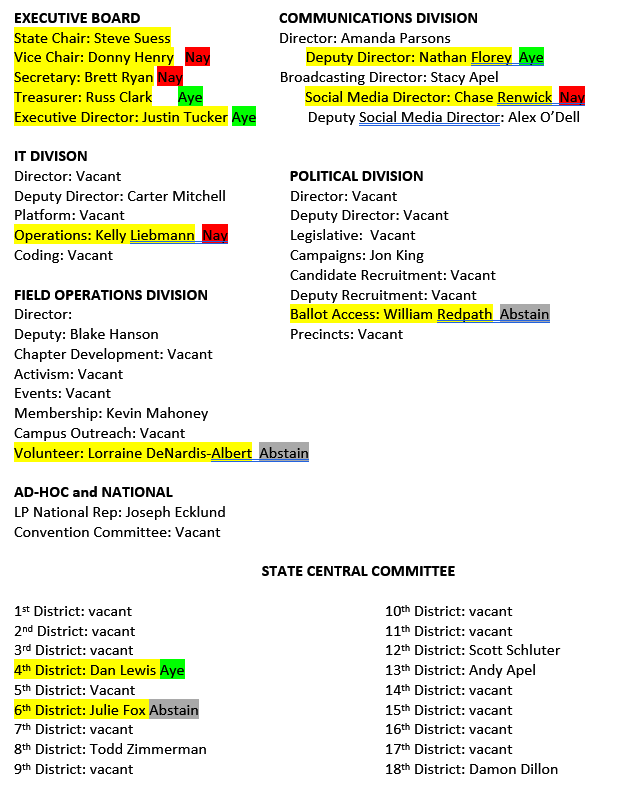 EXECUTIVE BOARD
State Chair: Steve Suess
Vice Chair: Donny Henry Nay
Secretary: Brett Ryan Nay
Treasurer: Russ Clark Aye
Executive Director: Justin Tucker Aye
COMMUNICATIONS DIVISION
Director: Amanda Parsons
Deputy Director: Nathan Florey Aye
Broadcasting Director: Stacy Apel
Social Media Director: Chase Renwick Nay
Deputy Social Media Director: Alex O’Dell
IT DIVISON
Director: Vacant
Deputy Director: Carter Mitchell
Platform: Vacant
Operations: Kelly Liebmann Nay
Coding: Vacant
POLITICAL DIVISION
Director: Vacant
Deputy Director: Vacant
Legislative: Vacant
Campaigns: Jon King
Candidate Recruitment: Vacant
Deputy Recruitment: Vacant
Ballot Access: William Redpath Abstain
Precincts: Vacant
FIELD OPERATIONS DIVISION
Director:
Deputy: Blake Hanson
Chapter Development: Vacant
Activism: Vacant
Events: Vacant
Membership: Kevin Mahoney
Campus Outreach: Vacant
Volunteer: Lorraine DeNardis-Albert Abstain
AD-HOC and NATIONAL
LP National Rep: Joseph Ecklund
Convention Committee: Vacant
STATE CENTRAL COMMITTEE
1st District: vacant
2nd District: vacant
3rd District: vacant
4th District: Dan Lewis Aye
5th District: Vacant
6th District: Julie Fox Abstain
7th District: vacant
8th District: Todd Zimmerman
9th District: vacant
10th District: vacant
11th District: vacant
12th District: Scott Schluter
13th District: Andy Apel
14th District: vacant
15th District: vacant
16th District: vacant
17th District: vacant
18th District: Damon Dillon